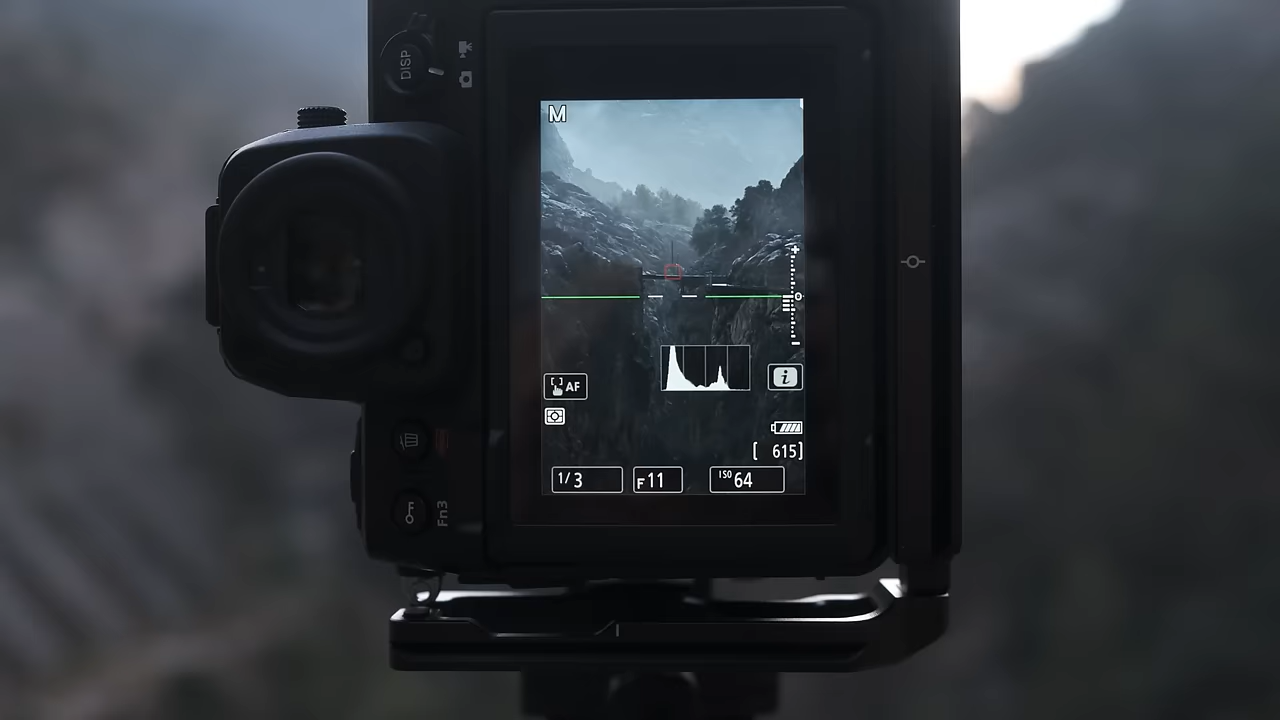 DISP
M
AF
i
[ 615]
1/3 F11 ISO 64
Fn3